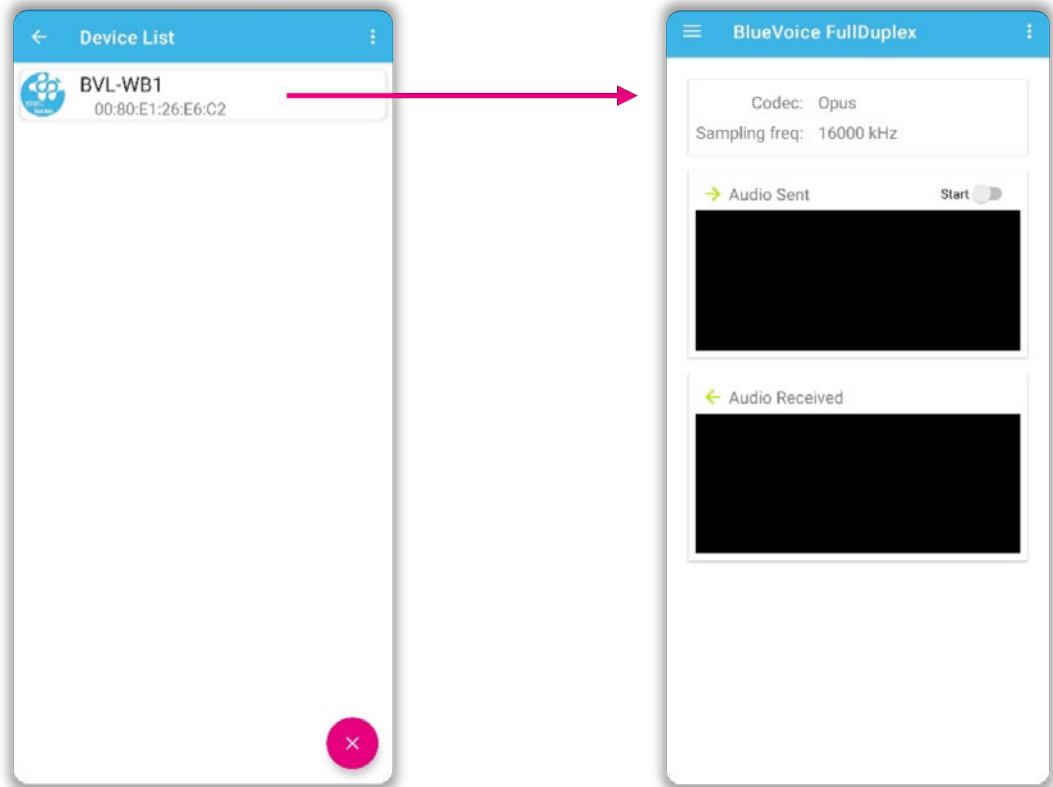 Device List
BVL-WB1
00:80:E1:26:E6:C2
BlueVoice FullDuplex
Codec: Opus
Sampling freq: 16000 kHz
Audio Sent
Start
Audio Received